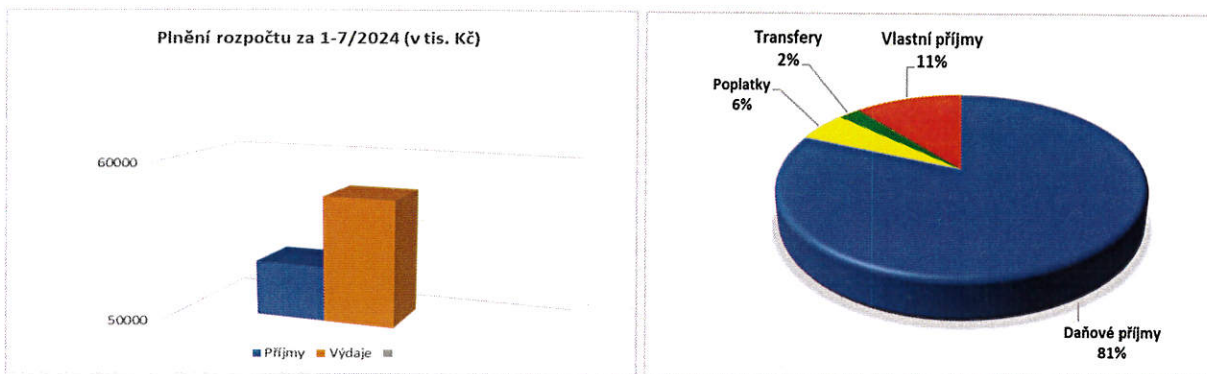 Plnění rozpočtu za 1-7/2024 (v tis. Kč)
60000
50000
Příjmy Výdaje
Transfery
2%
Vlastní příjmy
11%
Poplatky
6%
Daňové příjmy
81%